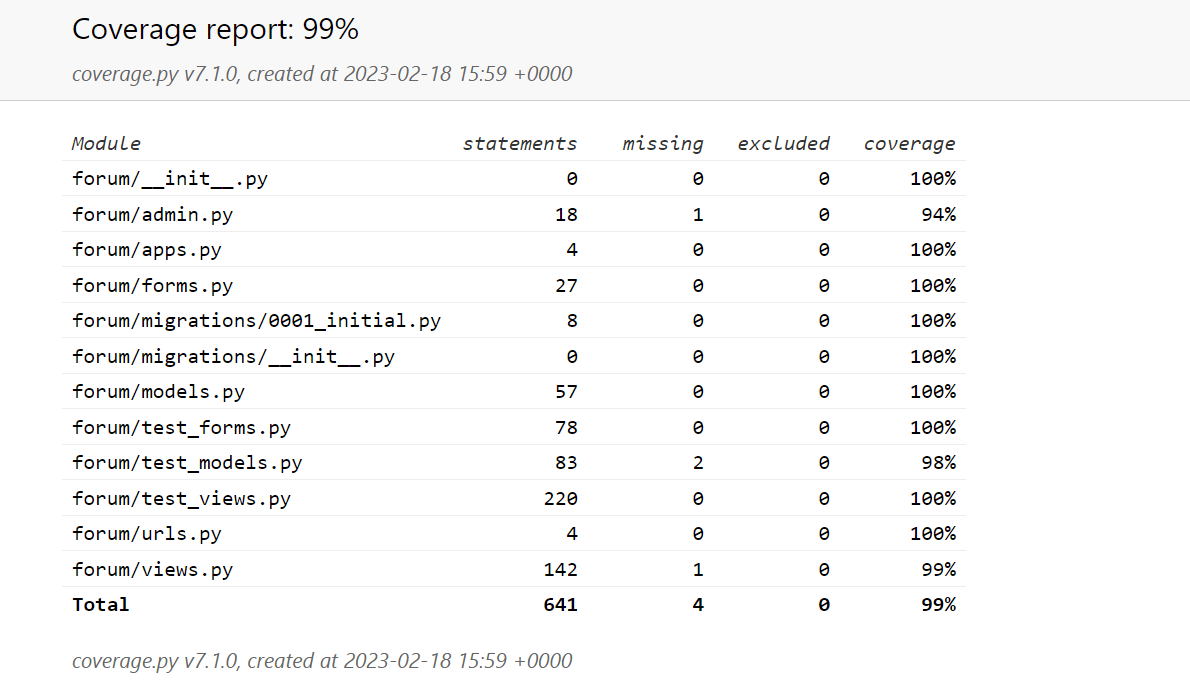 Coverage report: 99%
coverage.py v7.1.0, created at 2023-02-18 15:59 +0000
Module statements missing excluded coverage
forum/__init__.py 0 0 0 100%
forum/admin.py 18 1 0 94%
forum/apps.py 4 0 0 100%
forum/forms.py 27 0 0 100%
forum/migrations/0001_initial.py 8 0 0 100%
forum/migrations/__init__.py 0 0 0 100%
forum/models.py 57 0 0 100%
forum/test_forms.py 78 0 0 100%
forum/test_models.py 83 2 0 98%
forum/test_views.py 220 0 0 100%
forum/urls.py 4 0 0 100%
forum/views.py 142 1 0 99%
Total 641 4 0 99%
coverage.py v7.1.0, created at 2023-02-18 15:59 +0000